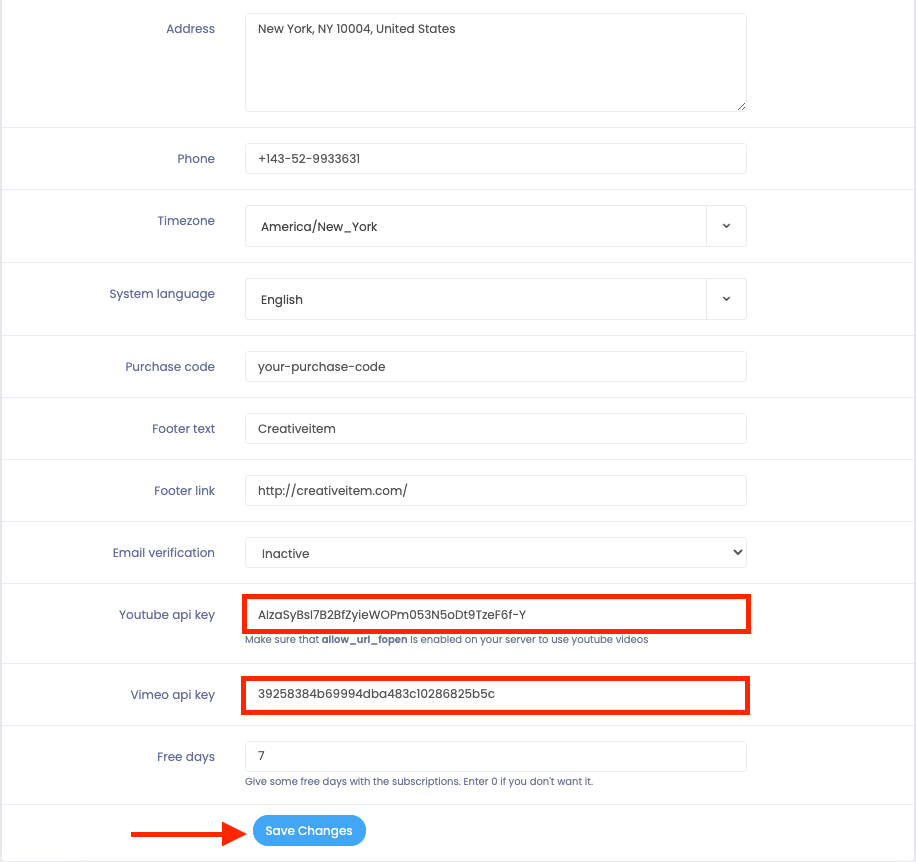 Address
New York, NY 10004, United States
Phone
+143-52-9933631
Timezone
America/New_York
System language
English
Purchase code
your-purchase-code
Footer text
Creativeitem
Footer link
http://creativeitem.com/
Email verification
Inactive
Youtube api key
AIzaSyBsI7B2BfZyieWOPm053N5oDt9TzeF6f-Y
Make sure that allow_url_fopen is enabled on your server to use youtube videos
Vimeo api key
39258384b69994dba483c10286825b5c
Free days
7
Give some free days with the subscriptions. Enter 0 if you don't want it.
Save Changes